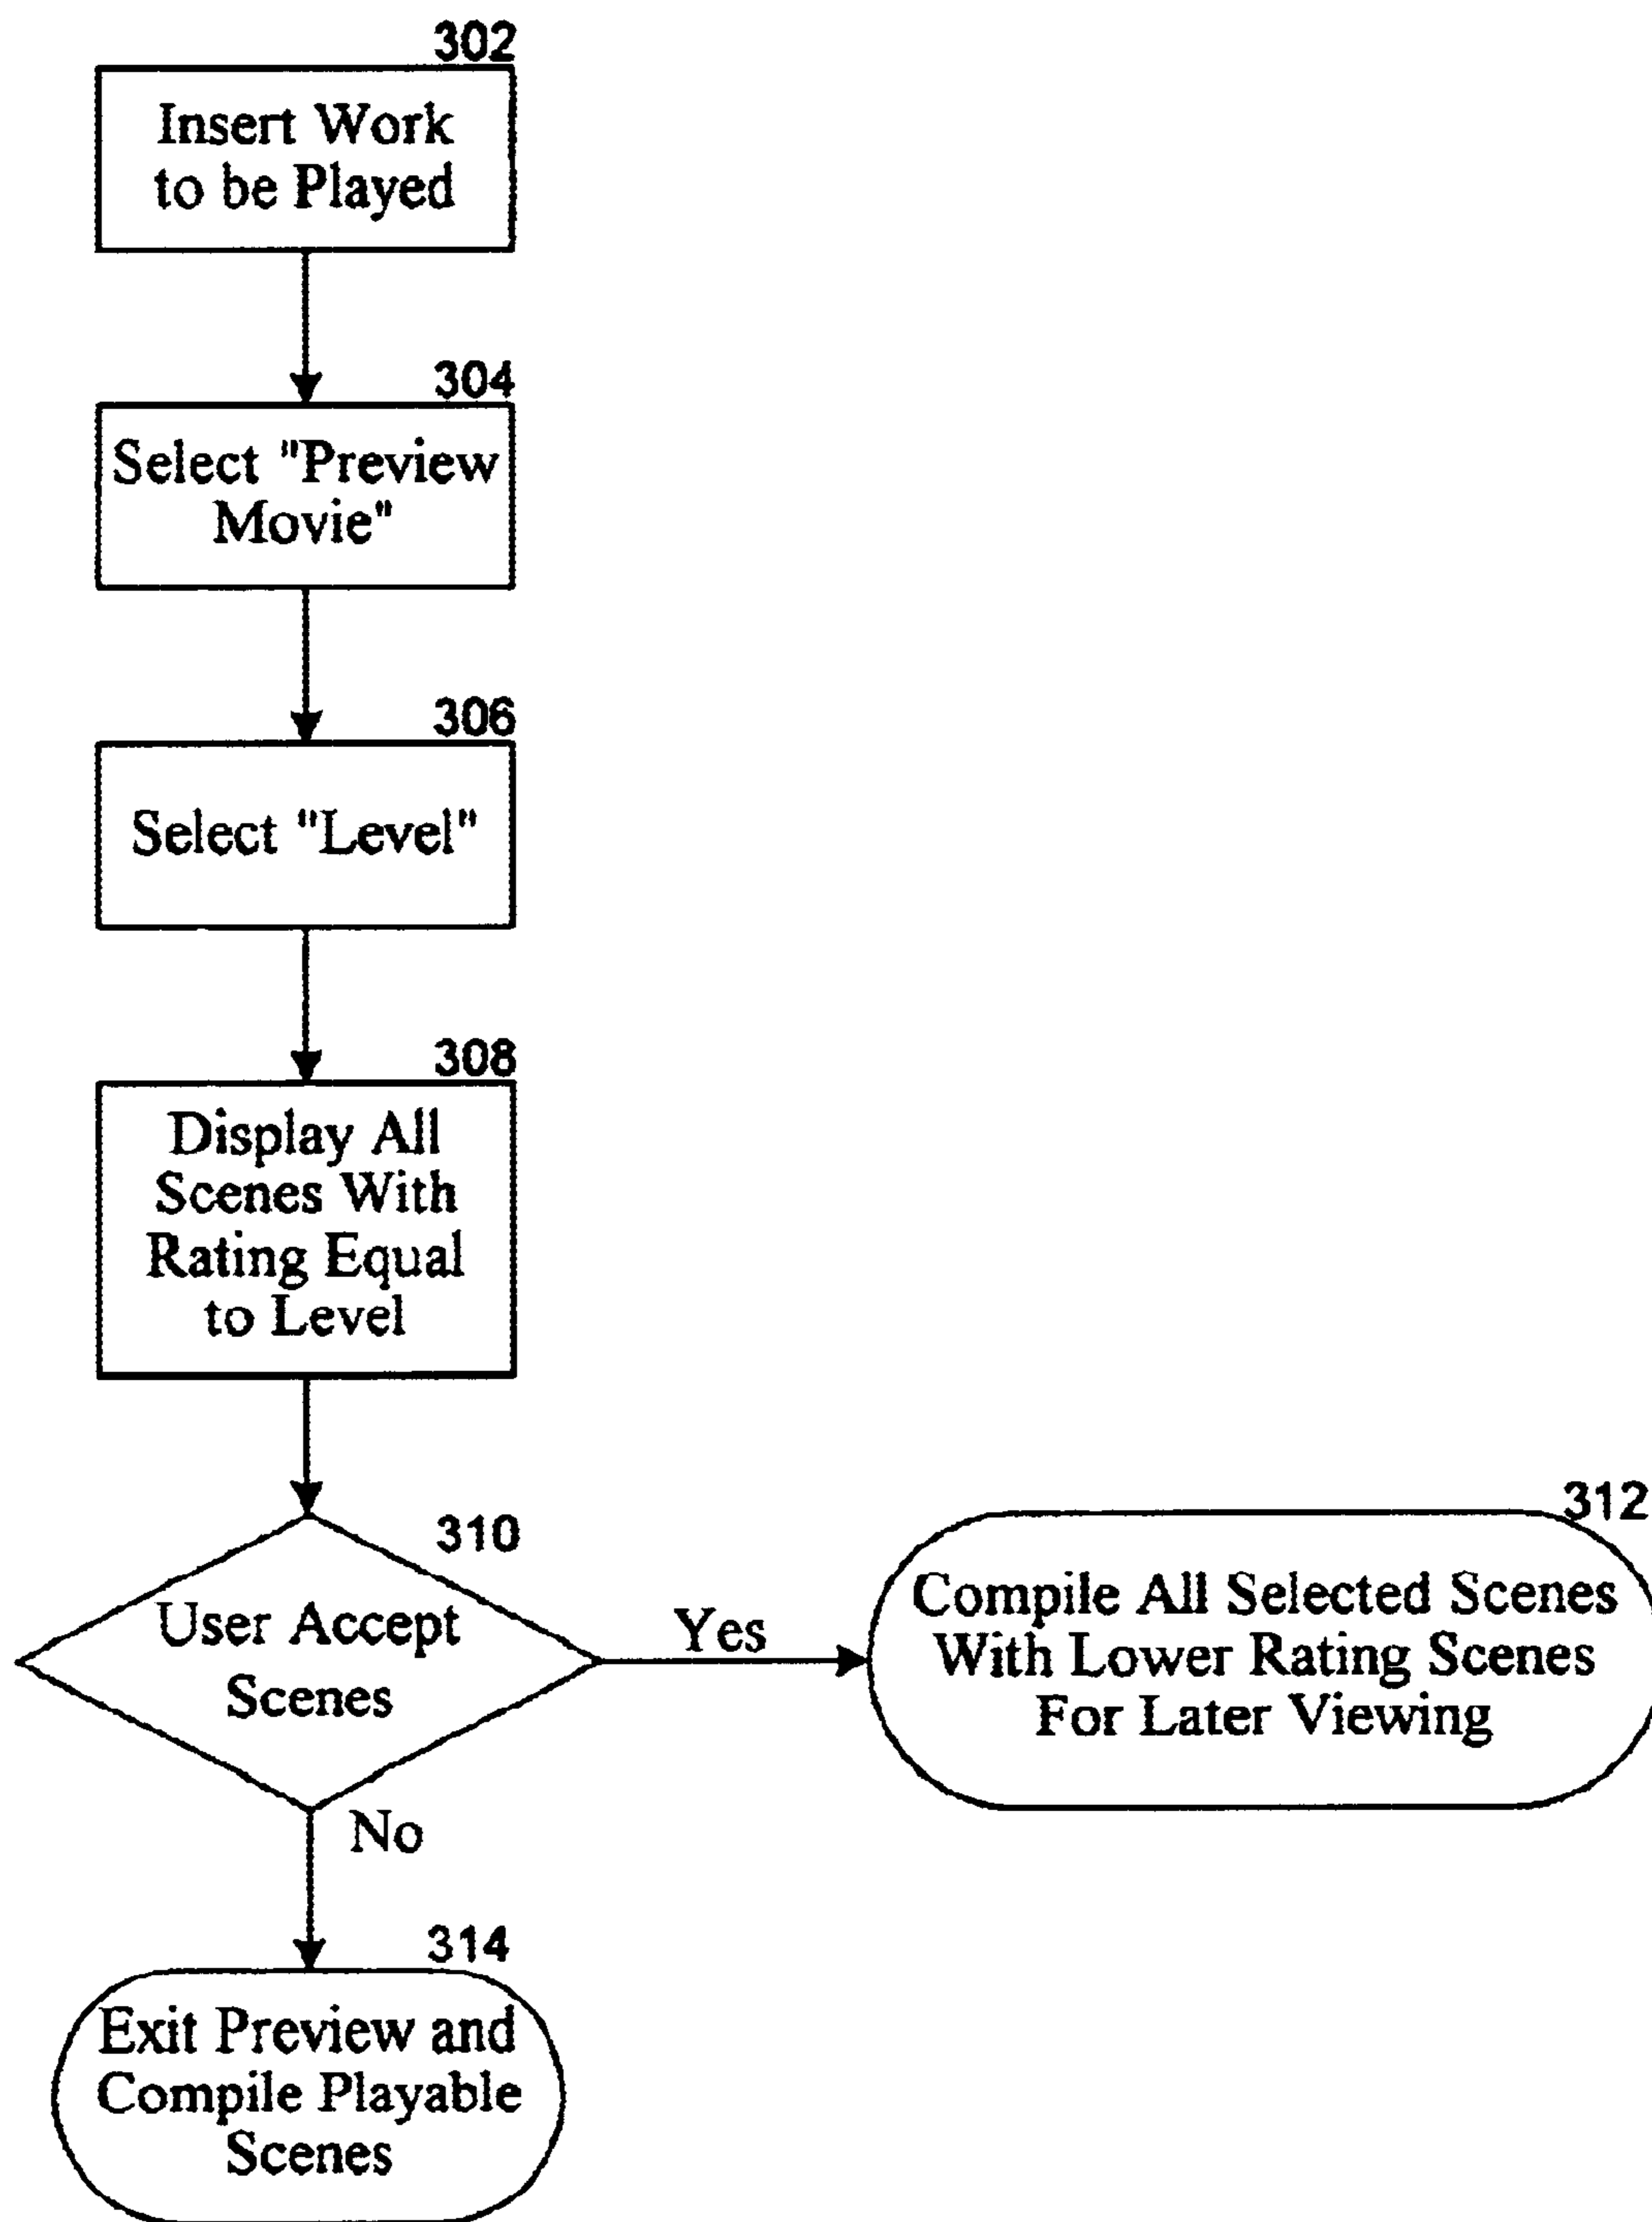 302
Insert Work
to be Played
304
Select "Preview
Movie"
306
Select "Level"
308
Display All
Scenes With
Rating Equal
to Level
310
User Accept
Scenes
Yes
312
Compile All Selected Scenes
With Lower Rating Scenes
For Later Viewing
No
314
Exit Preview and
Compile Playable
Scenes